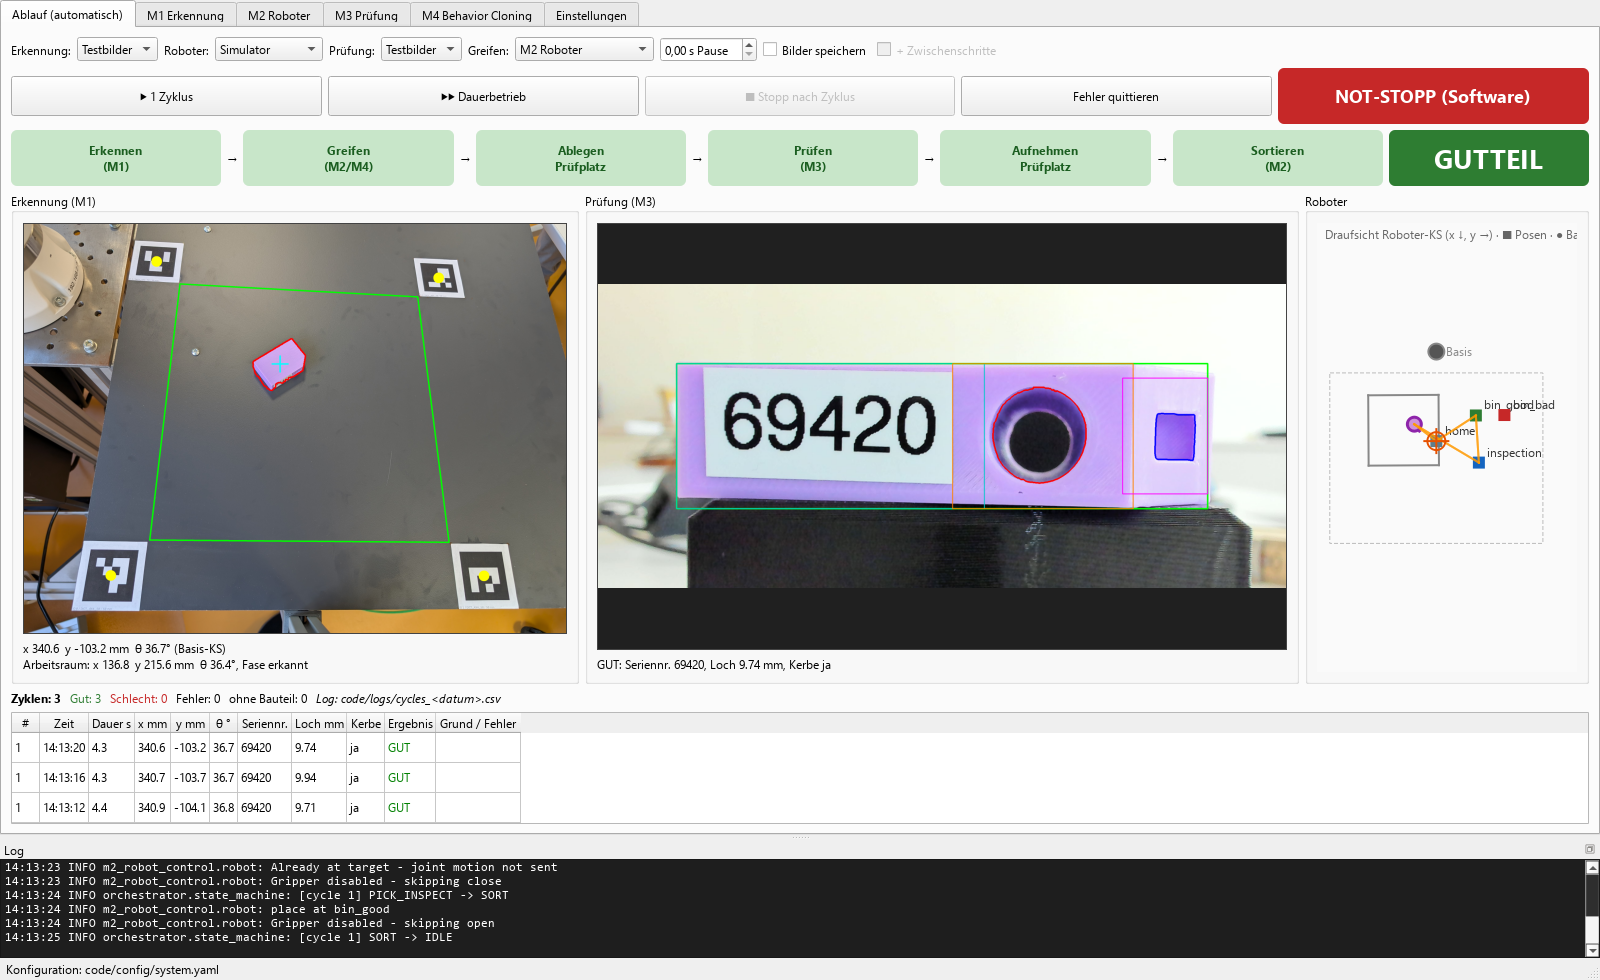 Ablauf (automatisch) M1 Erkennung M2 Roboter M3 Prüfung M4 Behavior Cloning Einstellungen
Erkennung: Testbilder Roboter: Simulator Prüfung: Testbilder Greifen: M2 Roboter 0,00 s Pause Bilder speichern + Zwischenschritte
1 Zyklus Dauerbetrieb Stopp nach Zyklus Fehler quittieren NOT-STOPP (Software)
Erkennen (M1) → Greifen (M2/M4) → Ablegen Prüfplatz → Prüfen (M3) → Aufnehmen Prüfplatz → Sortieren (M2) GUTTEIL
Erkennung (M1) Prüfung (M3) Roboter
Draufsicht Roboter-KS (x ↓, y →) · ■ Posen · ● Ba
69420
Basis
bin_good bin_bad
home
inspection
x 340.6 y -103.2 mm θ 36.7° (Basis-KS)
Arbeitsraum: x 136.8 y 215.6 mm θ 36.4°, Fase erkannt
GUT: Seriennr. 69420, Loch 9.74 mm, Kerbe ja
Zyklen: 3 Gut: 3 Schlecht: 0 Fehler: 0 ohne Bauteil: 0 Log: code/logs/cycles_<datum>.csv
# Zeit Dauer s x mm y mm θ ° Seriennr. Loch mm Kerbe Ergebnis Grund / Fehler
1 14:13:20 4.3 340.6 -103.2 36.7 69420 9.74 ja GUT
1 14:13:16 4.3 340.7 -103.7 36.7 69420 9.94 ja GUT
1 14:13:12 4.4 340.9 -104.1 36.8 69420 9.71 ja GUT
Log
14:13:23 INFO m2_robot_control.robot: Already at target - joint motion not sent
14:13:23 INFO m2_robot_control.robot: Gripper disabled - skipping close
14:13:24 INFO orchestrator.state_machine: [cycle 1] PICK_INSPECT -> SORT
14:13:24 INFO m2_robot_control.robot: place at bin_good
14:13:24 INFO m2_robot_control.robot: Gripper disabled - skipping open
14:13:25 INFO orchestrator.state_machine: [cycle 1] SORT -> IDLE
Konfiguration: code/config/system.yaml